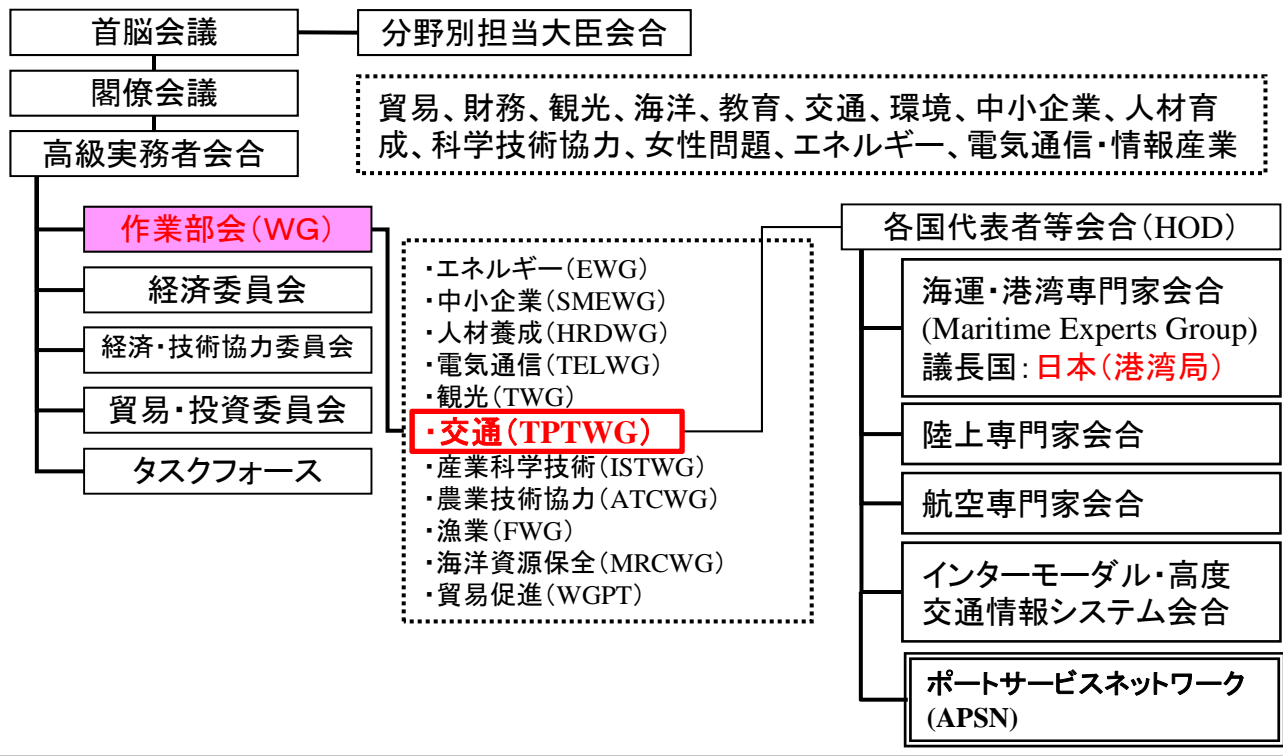 首脳会議
分野別担当大臣会合
閣僚会議
高級実務者会合
貿易、財務、観光、海洋、教育、交通、環境、中小企業、人材育
成、科学技術協力、女性問題、エネルギー、電気通信・情報産業
作業部会（WG）
経済委員会
経済・技術協力委員会
貿易・投資委員会
タスクフォース
・エネルギー（EWG）
・中小企業（SMEWG）
・人材養成（HRDWG）
・電気通信（TELWG）
・観光（TWG）
・交通（TPTWG）
・産業科学技術（ISTWG）
・農業技術協力（ATCWG）
・漁業（FWG）
・海洋資源保全（MRCWG）
・貿易促進（WGPT）
各国代表者等会合（HOD）
海運・港湾専門家会合
(Maritime Experts Group)
議長国：日本（港湾局）
陸上専門家会合
航空専門家会合
インターモーダル・高度
交通情報システム会合
ポートサービスネットワーク
(APSN)